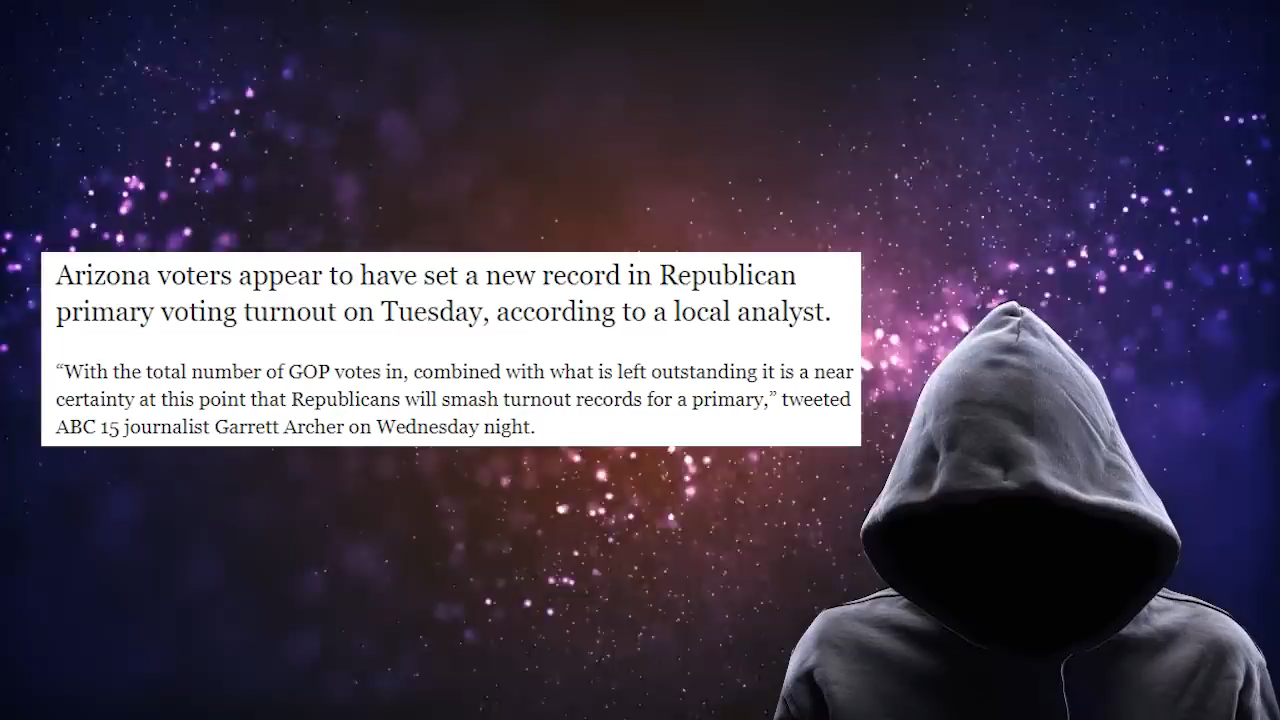 Arizona voters appear to have set a new record in Republican
primary voting turnout on Tuesday, according to a local analyst.
“With the total number of GOP votes in, combined with what is left outstanding it is a near
certainty at this point that Republicans will smash turnout records for a primary,” tweeted
ABC 15 journalist Garrett Archer on Wednesday night.